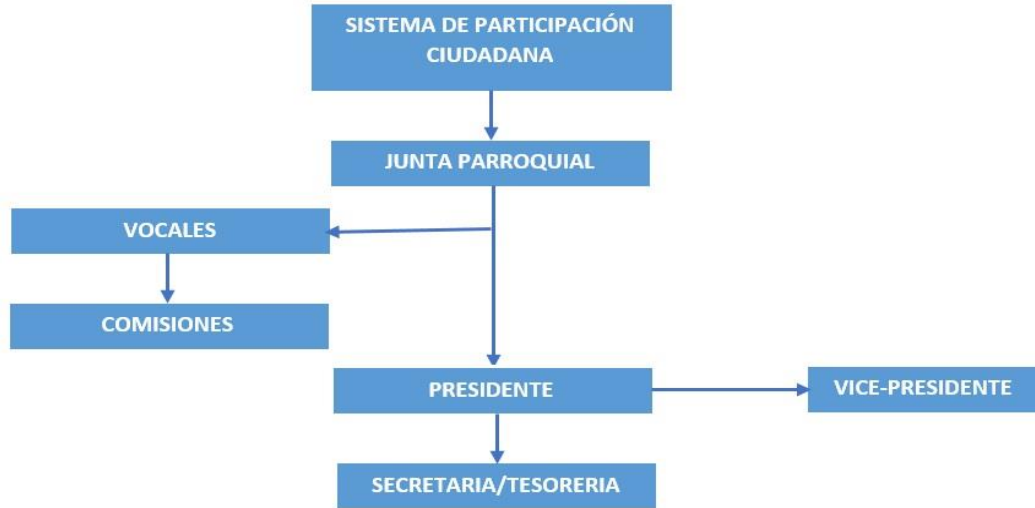 SISTEMA DE PARTICIPACIÓN
CIUDADANA
JUNTA PARROQUIAL
VOCALES
COMISIONES
PRESIDENTE
VICE-PRESIDENTE
SECRETARIA/TESORERIA